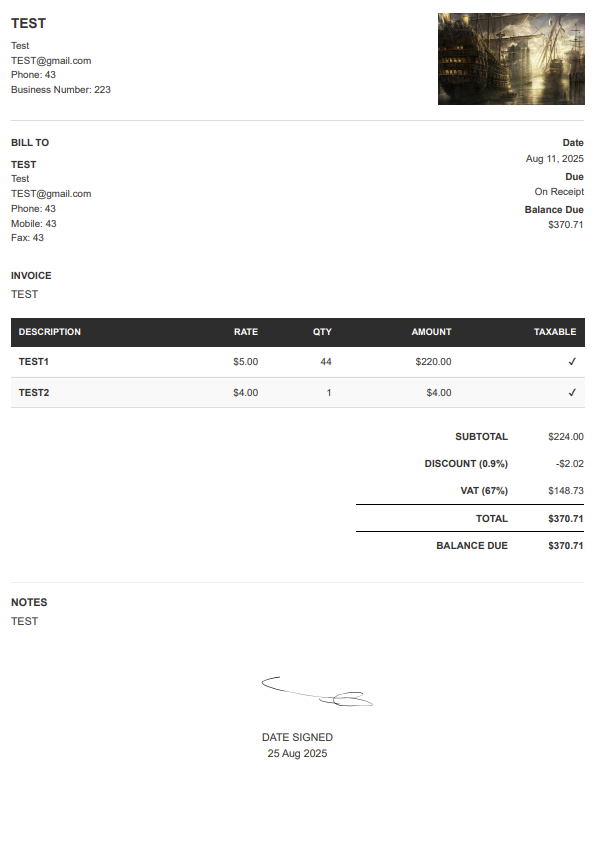 TEST
Test
TEST@gmail.com
Phone: 43
Business Number: 223
BILL TO
TEST
Test
TEST@gmail.com
Phone: 43
Mobile: 43
Fax: 43
Date
Aug 11, 2025
Due
On Receipt
Balance Due
$370.71
INVOICE
TEST
DESCRIPTION RATE QTY AMOUNT TAXABLE
TEST1 $5.00 44 $220.00 ✓
TEST2 $4.00 1 $4.00 ✓
SUBTOTAL $224.00
DISCOUNT (0.9%) -$2.02
VAT (67%) $148.73
TOTAL $370.71
BALANCE DUE $370.71
NOTES
TEST
DATE SIGNED
25 Aug 2025